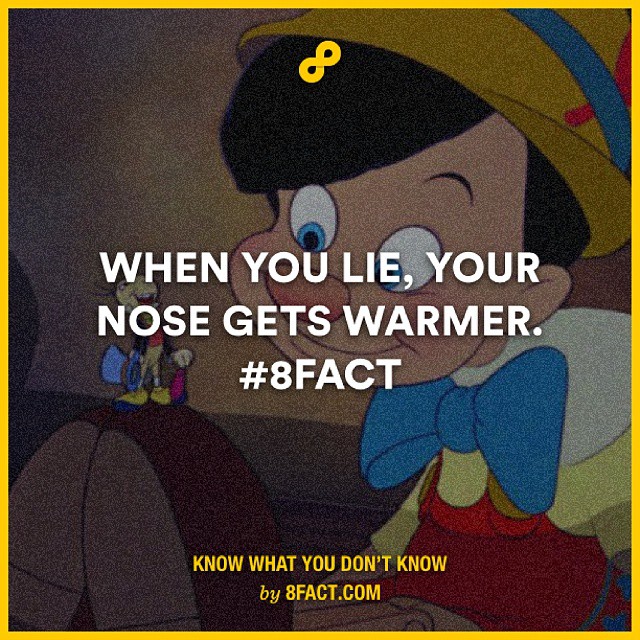 WHEN YOU LIE, YOUR
NOSE GETS WARMER.
#8FACT
KNOW WHAT YOU DON'T KNOW
by 8FACT.COM